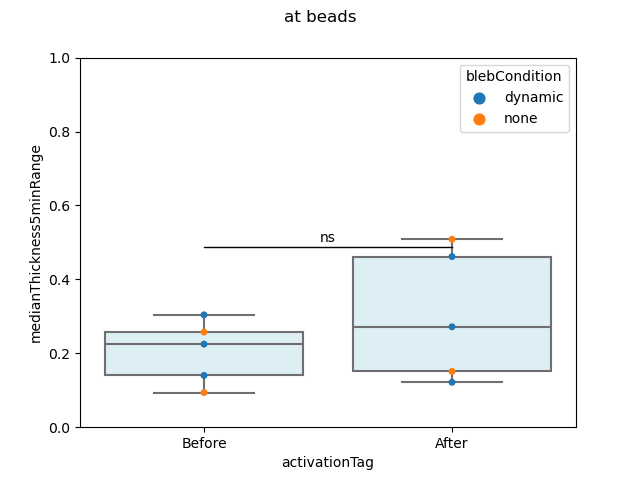 at beads
medianThickness5minRange
1.0
0.8
0.6
0.4
0.2
0.0
blebCondition
dynamic
none
ns
Before
After
activationTag